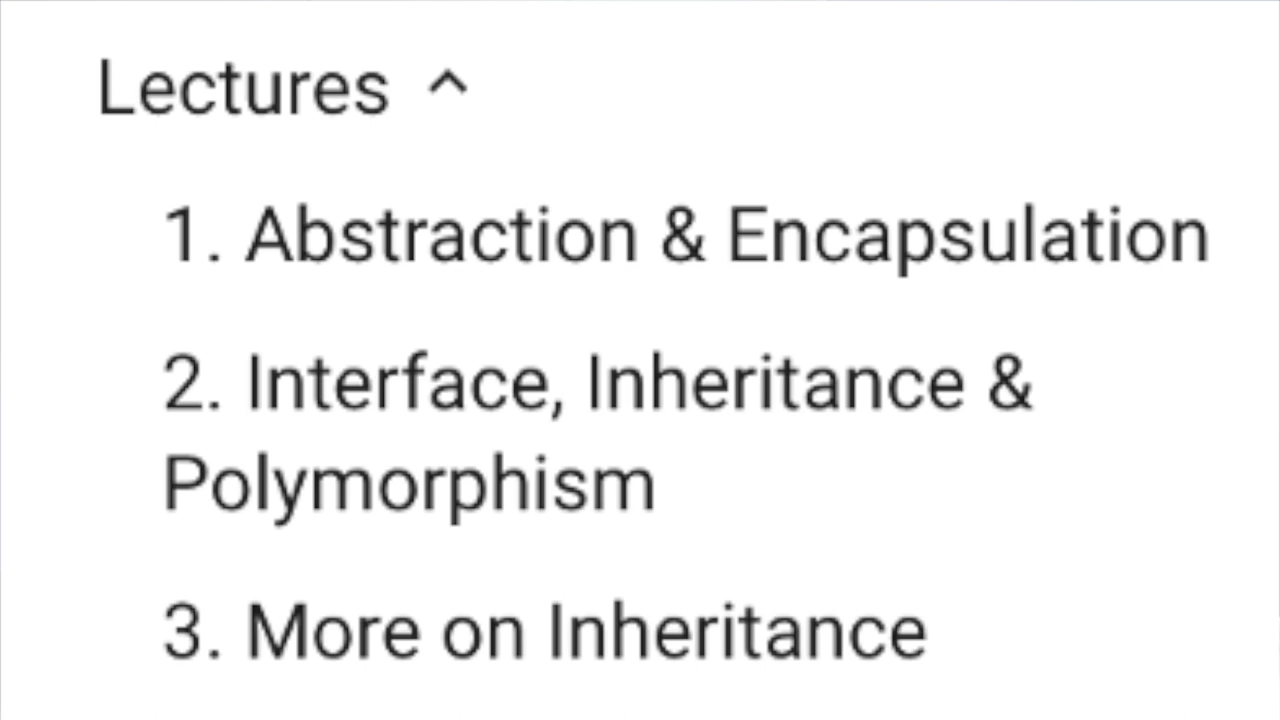 Lectures ^
1. Abstraction & Encapsulation
2. Interface, Inheritance &
Polymorphism
3. More on Inheritance